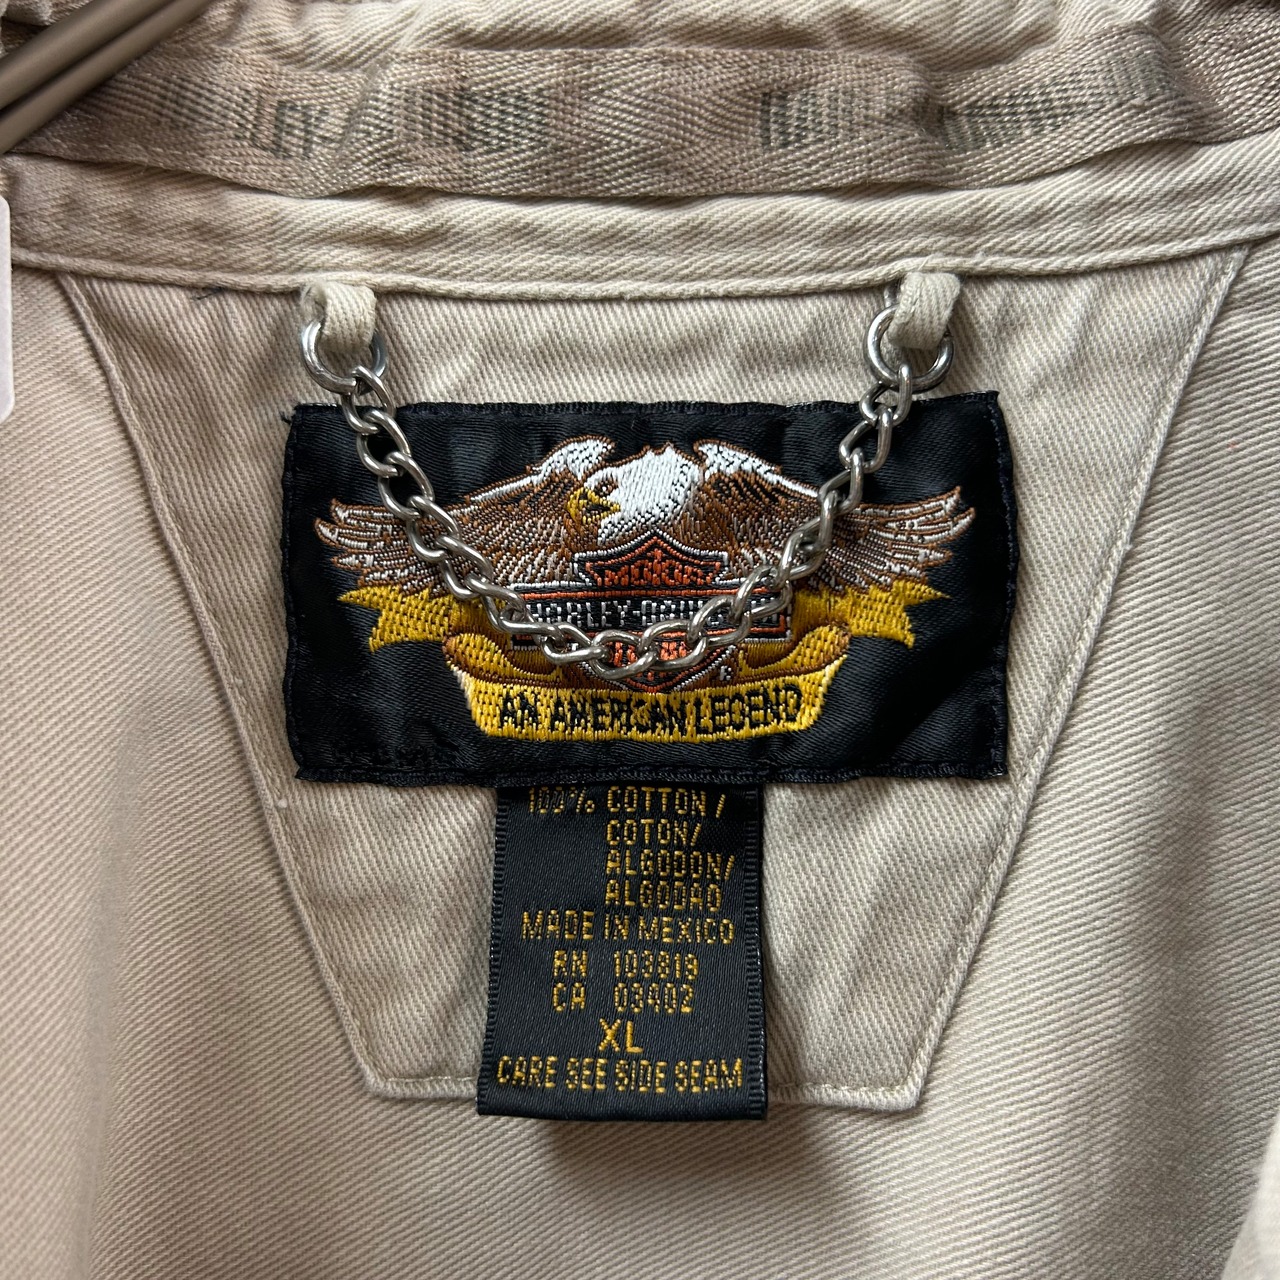 MOTOR
HARLEY-DAVIDSON
AN AMERICAN LEGEND
100% COTTON /
COTON/
ALGODON/
ALGODAO
MADE IN MEXICO
RN 103819
CA 03402
XL
CARE SEE SIDE SEAM